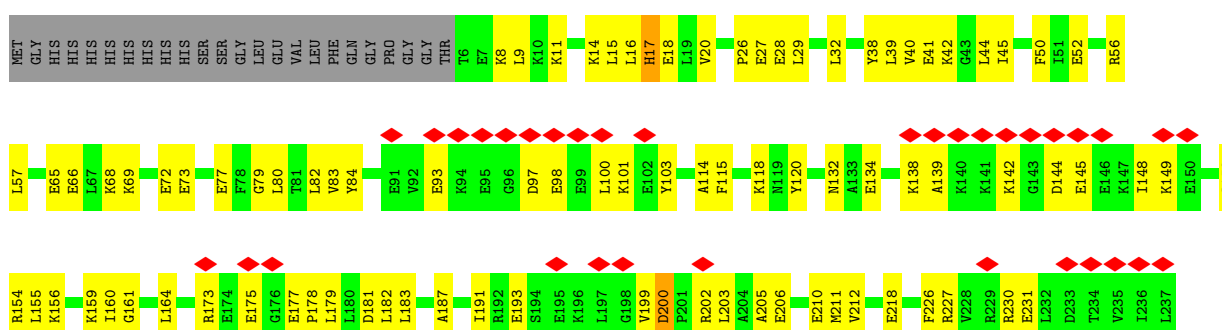 MET GLY HIS HIS HIS HIS HIS HIS HIS HIS HIS HIS SER SER GLY LEU GLU VAL LEU PHE GLN GLY PRO GLY GLY THR T6 E7 K8 L9 K10 K11 K14 L15 L16 H17 E18 L19 V20 P26 E27 E28 L29 L32 Y38 L39 V40 E41 K42 G43 L44 I45 F50 I51 E52 R56
L57 E65 E66 L67 K68 K69 E72 E73 E77 F78 G79 L80 T81 L82 V83 Y84 E91 V92 E93 K94 E95 G96 D97 E98 E99 L100 K101 E102 Y103 A114 F115 K118 N119 Y120 N132 A133 E134 K138 A139 K140 K141 K142 G143 D144 E145 E146 K147 I148 K149 E150
R154 L155 K156 K159 I160 G161 L164 R173 E174 E175 G176 E177 P178 L179 L180 D181 L182 L183 A187 I191 R192 E193 S194 E195 K196 L197 G198 V199 D200 P201 R202 L203 A204 A205 E206 E210 M211 V212 E218 F226 R227 V228 R229 R230 E231 L232 D233 T234 V235 I236 L237